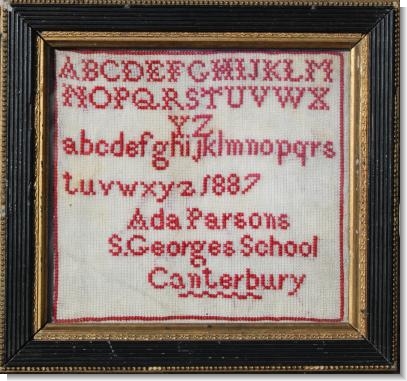 ABCDEFGHIJKLM
NOPQRSTUVWX
YZ
abcdefghijklmnopqrs
tuvwxyz 1887
Ada Parsons
S.Georges School
Canterbury